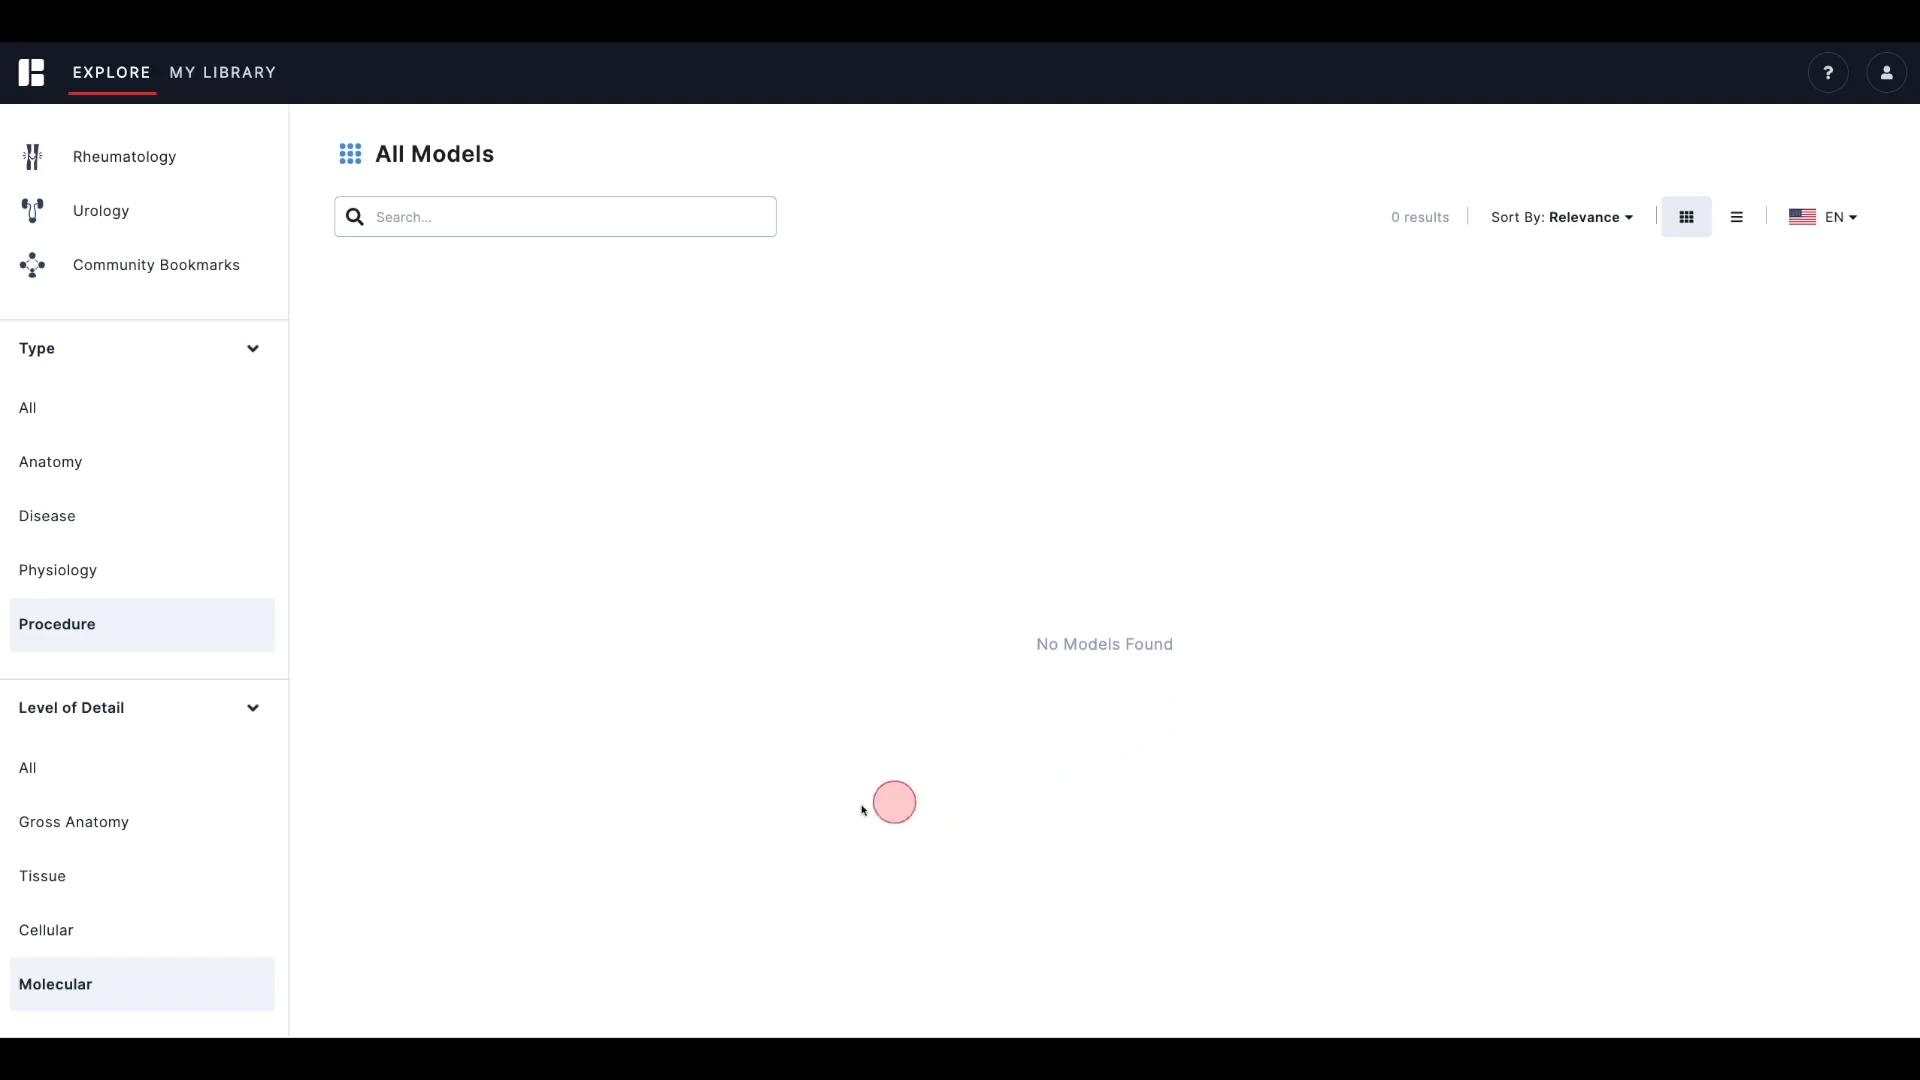 EXPLORE MY LIBRARY
?
Rheumatology
Urology
Community Bookmarks
Type
All
Anatomy
Disease
Physiology
Procedure
Level of Detail
All
Gross Anatomy
Tissue
Cellular
Molecular
All Models
Search...
0 results
Sort By: Relevance
EN
No Models Found